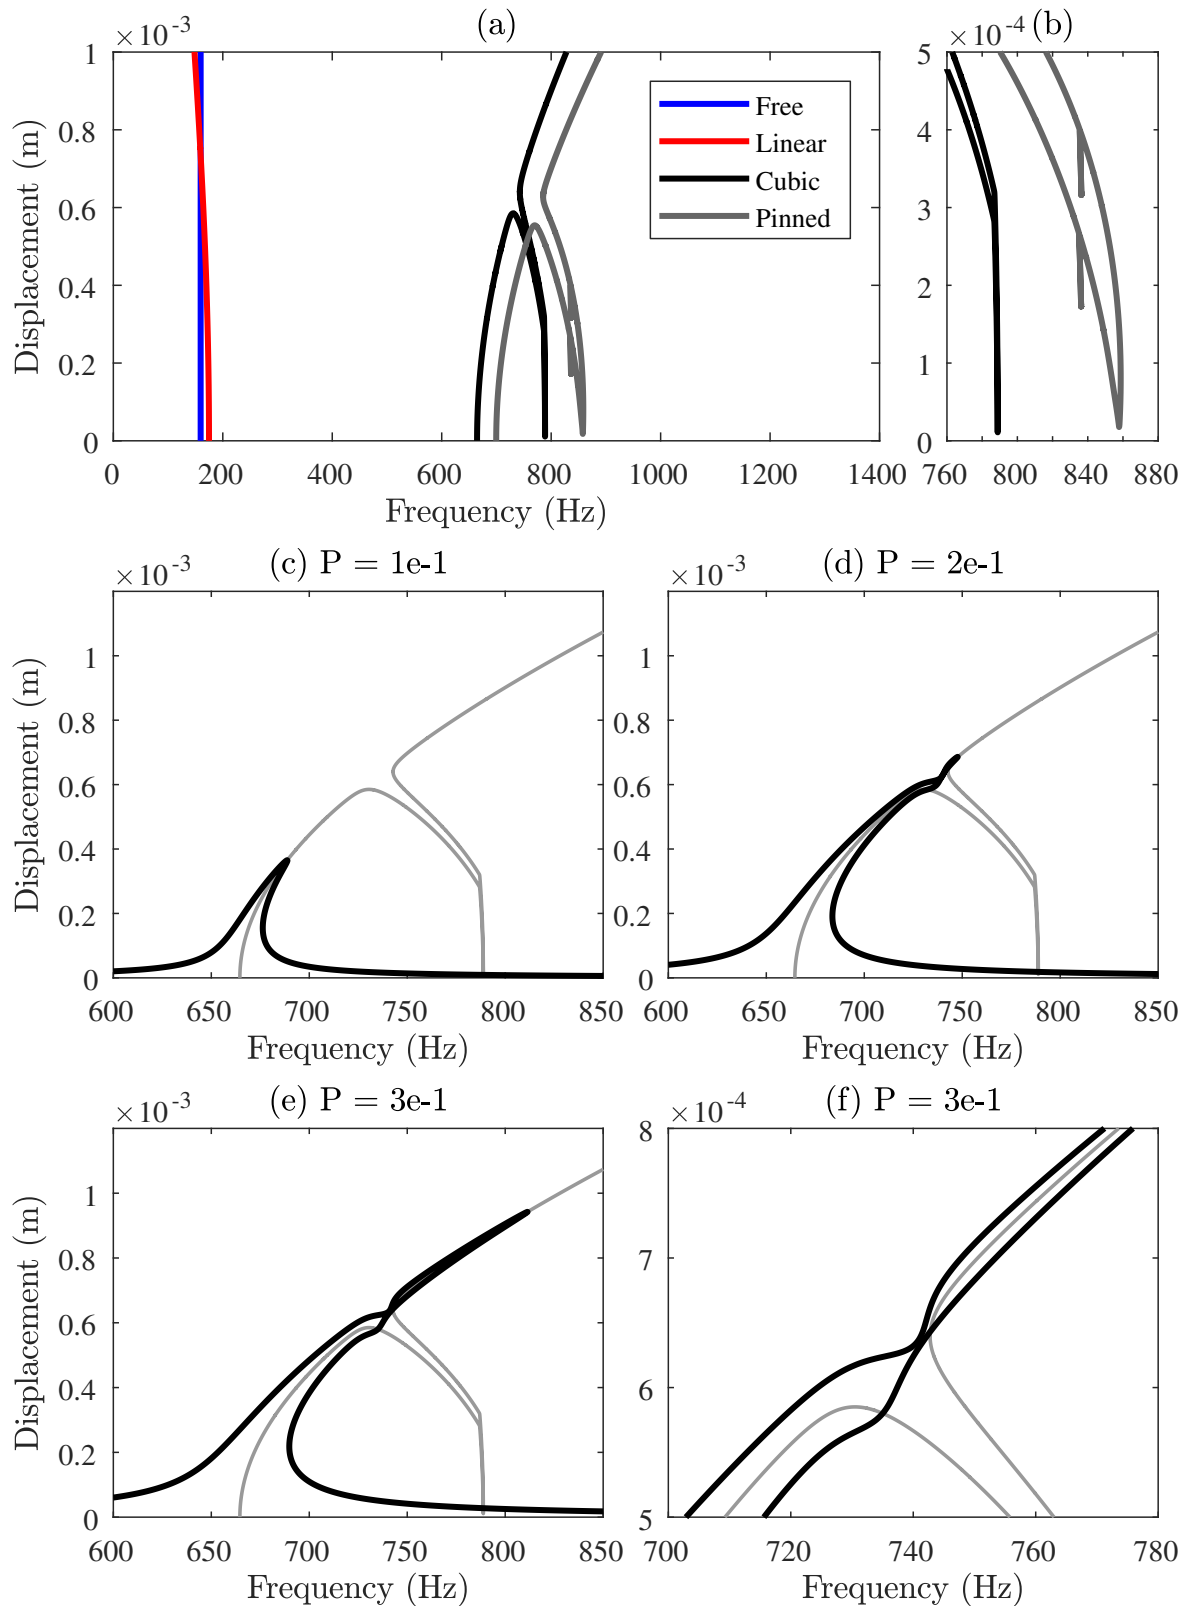 (a)
×10-3
Displacement (m)
1
0.8
0.6
0.4
0.2
0
0 200 400 600 800 1000 1200 1400
Frequency (Hz)
Free
Linear
Cubic
Pinned
(b)
×10-4
5
4
3
2
1
0
760 800 840 880
(c) P = 1e-1
×10-3
Displacement (m)
1
0.8
0.6
0.4
0.2
0
600 650 700 750 800 850
Frequency (Hz)
(d) P = 2e-1
×10-3
1
0.8
0.6
0.4
0.2
0
600 650 700 750 800 850
Frequency (Hz)
(e) P = 3e-1
×10-3
Displacement (m)
1
0.8
0.6
0.4
0.2
0
600 650 700 750 800 850
Frequency (Hz)
(f) P = 3e-1
×10-4
8
7
6
5
700 720 740 760 780
Frequency (Hz)